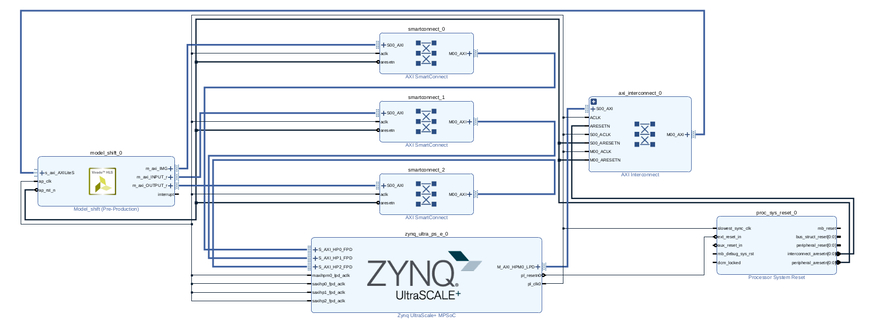 smartconnect_0
S00_AXI
aclk
aresetn
M00_AXI
AXI SmartConnect
smartconnect_1
S00_AXI
aclk
aresetn
M00_AXI
AXI SmartConnect
axi_interconnect_0
S00_AXI
ACLK
ARESETN
S00_ACLK
S00_ARESETN
M00_ACLK
M00_ARESETN
M00_AXI
AXI Interconnect
model_shift_0
s_axi_AXILiteS
ap_clk
ap_rst_n
m_axi_IMG
m_axi_INPUT_r
m_axi_OUTPUT_r
interrupt
Model_shift (Pre-Production)
smartconnect_2
S00_AXI
aclk
aresetn
M00_AXI
AXI SmartConnect
proc_sys_reset_0
slowest_sync_clk
ext_reset_in
aux_reset_in
mb_debug_sys_rst
dcm_locked
mb_reset
bus_struct_reset[0:0]
peripheral_reset[0:0]
interconnect_aresetn[0:0]
peripheral_aresetn[0:0]
Processor System Reset
zynq_ultra_ps_e_0
S_AXI_HP0_FPD
S_AXI_HP1_FPD
S_AXI_HP2_FPD
maxihpm0_lpd_aclk
saxihp0_fpd_aclk
saxihp1_fpd_aclk
saxihp2_fpd_aclk
ZYNQ
UltraSCALE+
M_AXI_HPM0_LPD
pl_resetn0
pl_clk0
Zynq UltraScale+ MPSoC